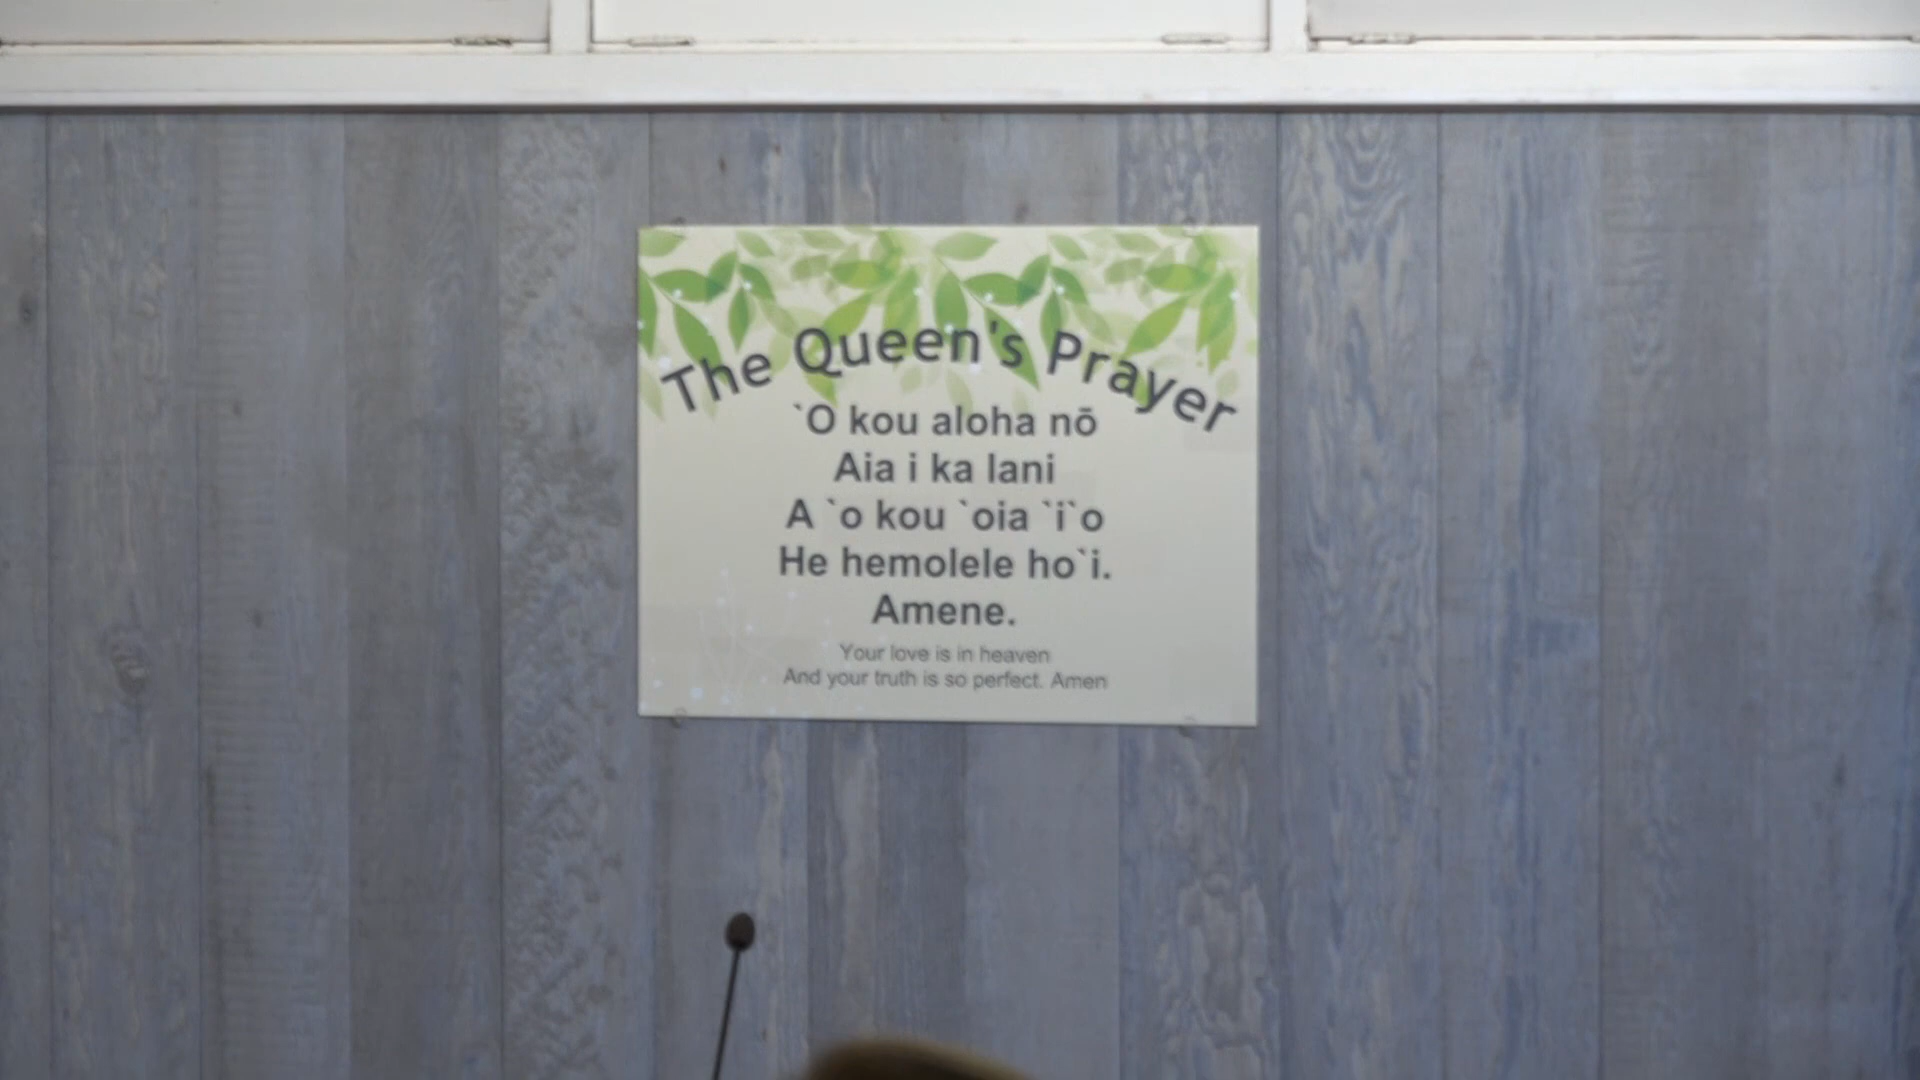 The Queen's Prayer
`O kou aloha nō
Aia i ka lani
A `o kou `oia `i`o
He hemolele ho`i.
Amene.
Your love is in heaven
And your truth is so perfect. Amen